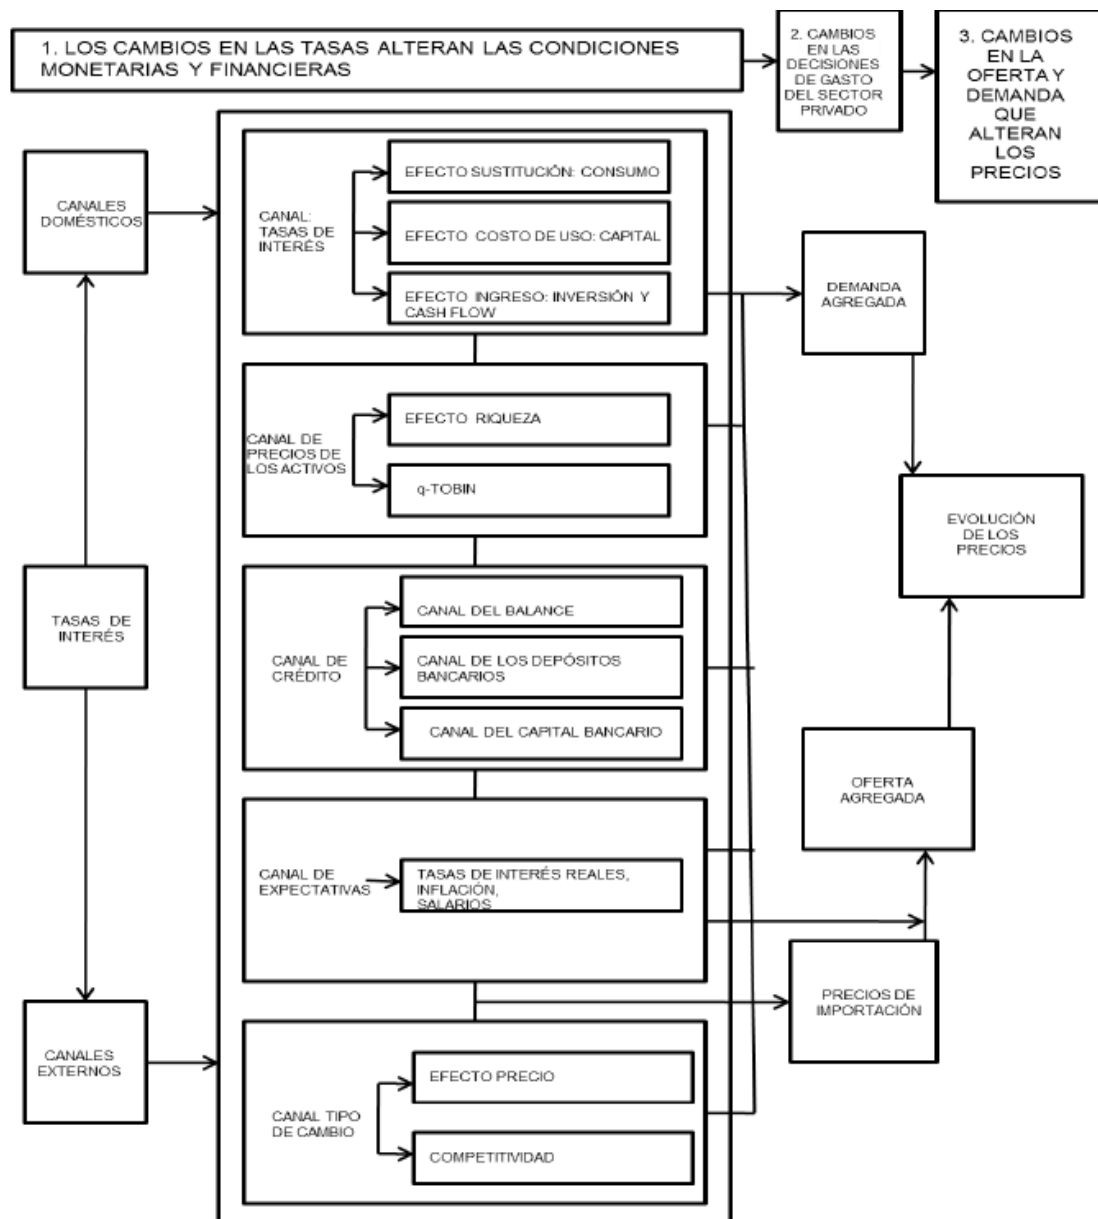 1. LOS CAMBIOS EN LAS TASAS ALTERAN LAS CONDICIONES
MONETARIAS Y FINANCIERAS
2. CAMBIOS
EN LAS
DECISIONES
DE GASTO
DEL SECTOR
PRIVADO
3. CAMBIOS
EN LA
OFERTA Y
DEMANDA
QUE
ALTERAN
LOS
PRECIOS
CANALES
DOMÉSTICOS
TASAS DE
INTERÉS
CANALES
EXTERNOS
CANAL:
TASAS DE
INTERÉS
EFECTO SUSTITUCIÓN: CONSUMO
EFECTO COSTO DE USO: CAPITAL
EFECTO INGRESO: INVERSIÓN Y
CASH FLOW
CANAL DE
PRECIOS DE
LOS ACTIVOS
EFECTO RIQUEZA
q-TOBIN
CANAL DE
CRÉDITO
CANAL DEL BALANCE
CANAL DE LOS DEPÓSITOS
BANCARIOS
CANAL DEL CAPITAL BANCARIO
CANAL DE
EXPECTATIVAS
TASAS DE INTERÉS REALES,
INFLACIÓN,
SALARIOS
CANAL TIPO
DE CAMBIO
EFECTO PRECIO
COMPETITIVIDAD
DEMANDA
AGREGADA
EVOLUCIÓN
DE LOS
PRECIOS
OFERTA
AGREGADA
PRECIOS DE
IMPORTACIÓN